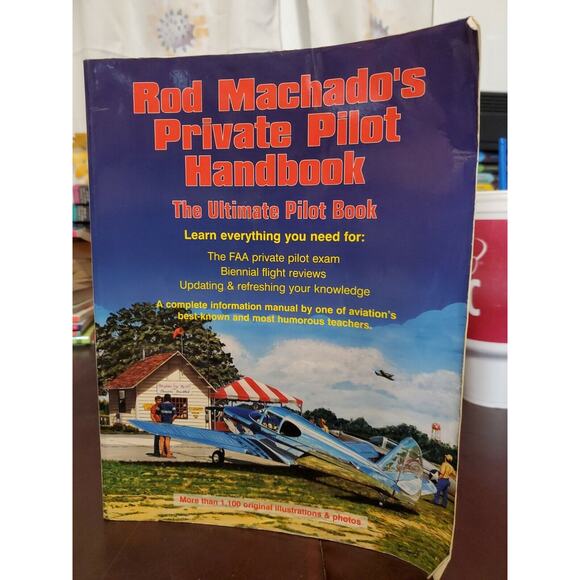 Rod Machado's
Private Pilot
Handbook
The Ultimate Pilot Book
Learn everything you need for:
The FAA private pilot exam
Biennial flight reviews
Updating & refreshing your knowledge
A complete information manual by one of aviation's
best-known and most humorous teachers.
More than 1,100 original illustrations & photos